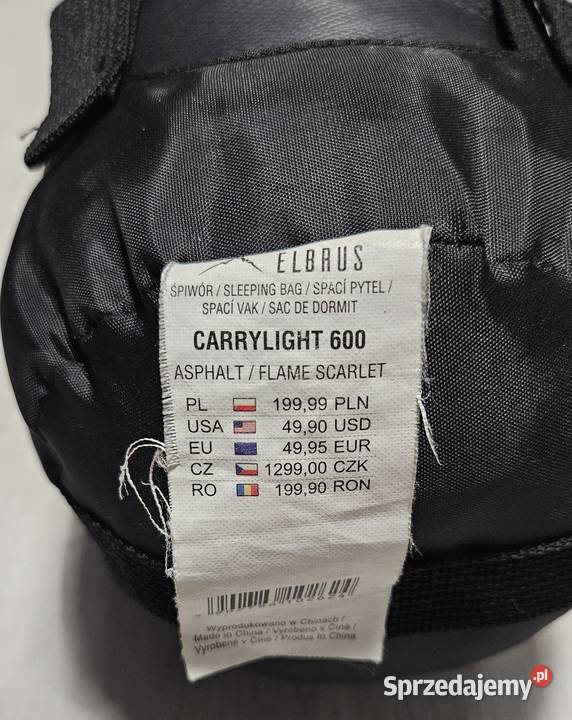 ELBRUS
ŚPIWÓR / SLEEPING BAG / SPACÍ PYTEL /
SPACÍ VAK / SAC DE DORMIT
CARRYLIGHT 600
ASPHALT / FLAME SCARLET
PL 199,99 PLN
USA 49,90 USD
EU 49,95 EUR
CZ 1299,00 CZK
RO 199,90 RON
Wyprodukowano w Chinach /
Made in China / Vyrobeno v Číně /
Vyrobené v Číne / Produs in China
Sprzedajemy.pl